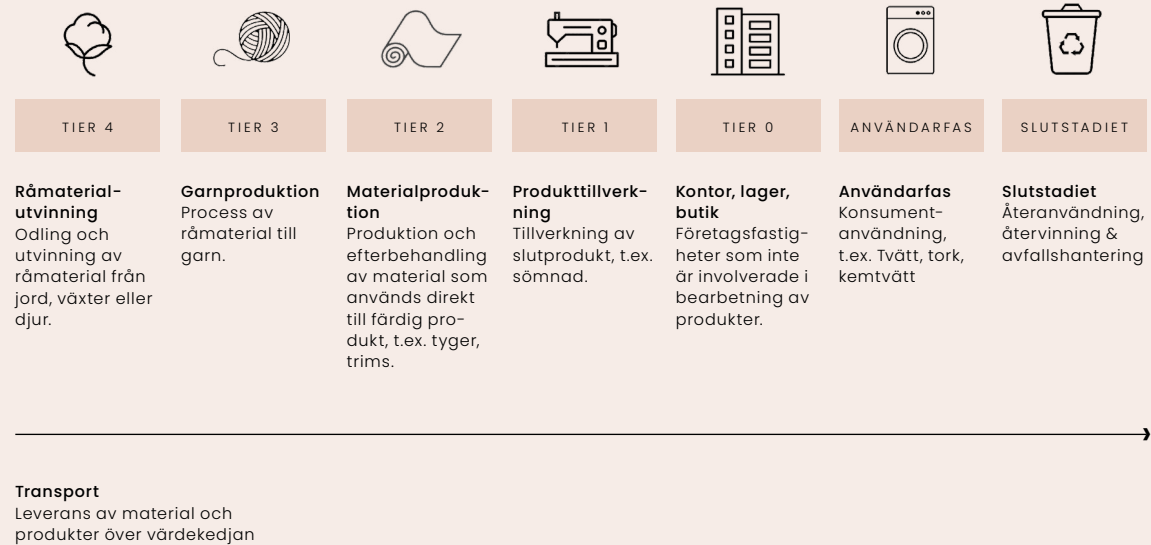 TIER 4
TIER 3
TIER 2
TIER 1
TIER 0
ANVÄNDARFAS
SLUTSTADIET
Råmaterial-
utvinning
Odling och
utvinning av
råmaterial från
jord, växter eller
djur.
Garnproduktion
Process av
råmaterial till
garn.
Materialproduk-
tion
Produktion och
efterbehandling
av material som
används direkt
till färdig pro-
dukt, t.ex. tyger,
trims.
Produkttillverk-
ning
Tillverkning av
slutprodukt, t.ex.
sömnad.
Kontor, lager,
butik
Företagsfastig-
heter som inte
är involverade i
bearbetning av
produkter.
Användarfas
Konsument-
användning,
t.ex. Tvätt, tork,
kemtvätt
Slutstadiet
Återanvändning,
återvinning &
avfallshantering
Transport
Leverans av material och
produkter över värdekedjan